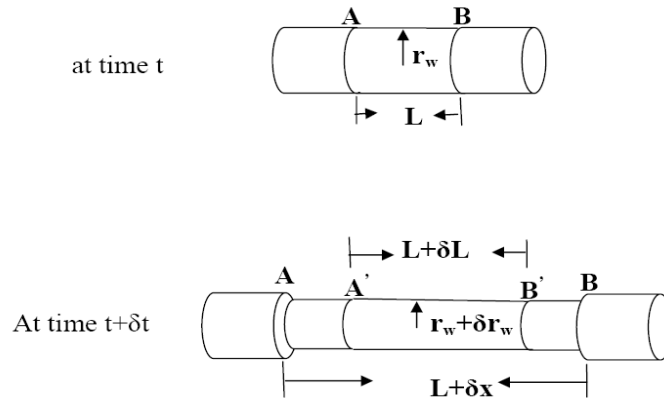 A B
at time t
r_w
L
L+δL
A A' B' B
At time t+δt
r_w+δr_w
L+δx